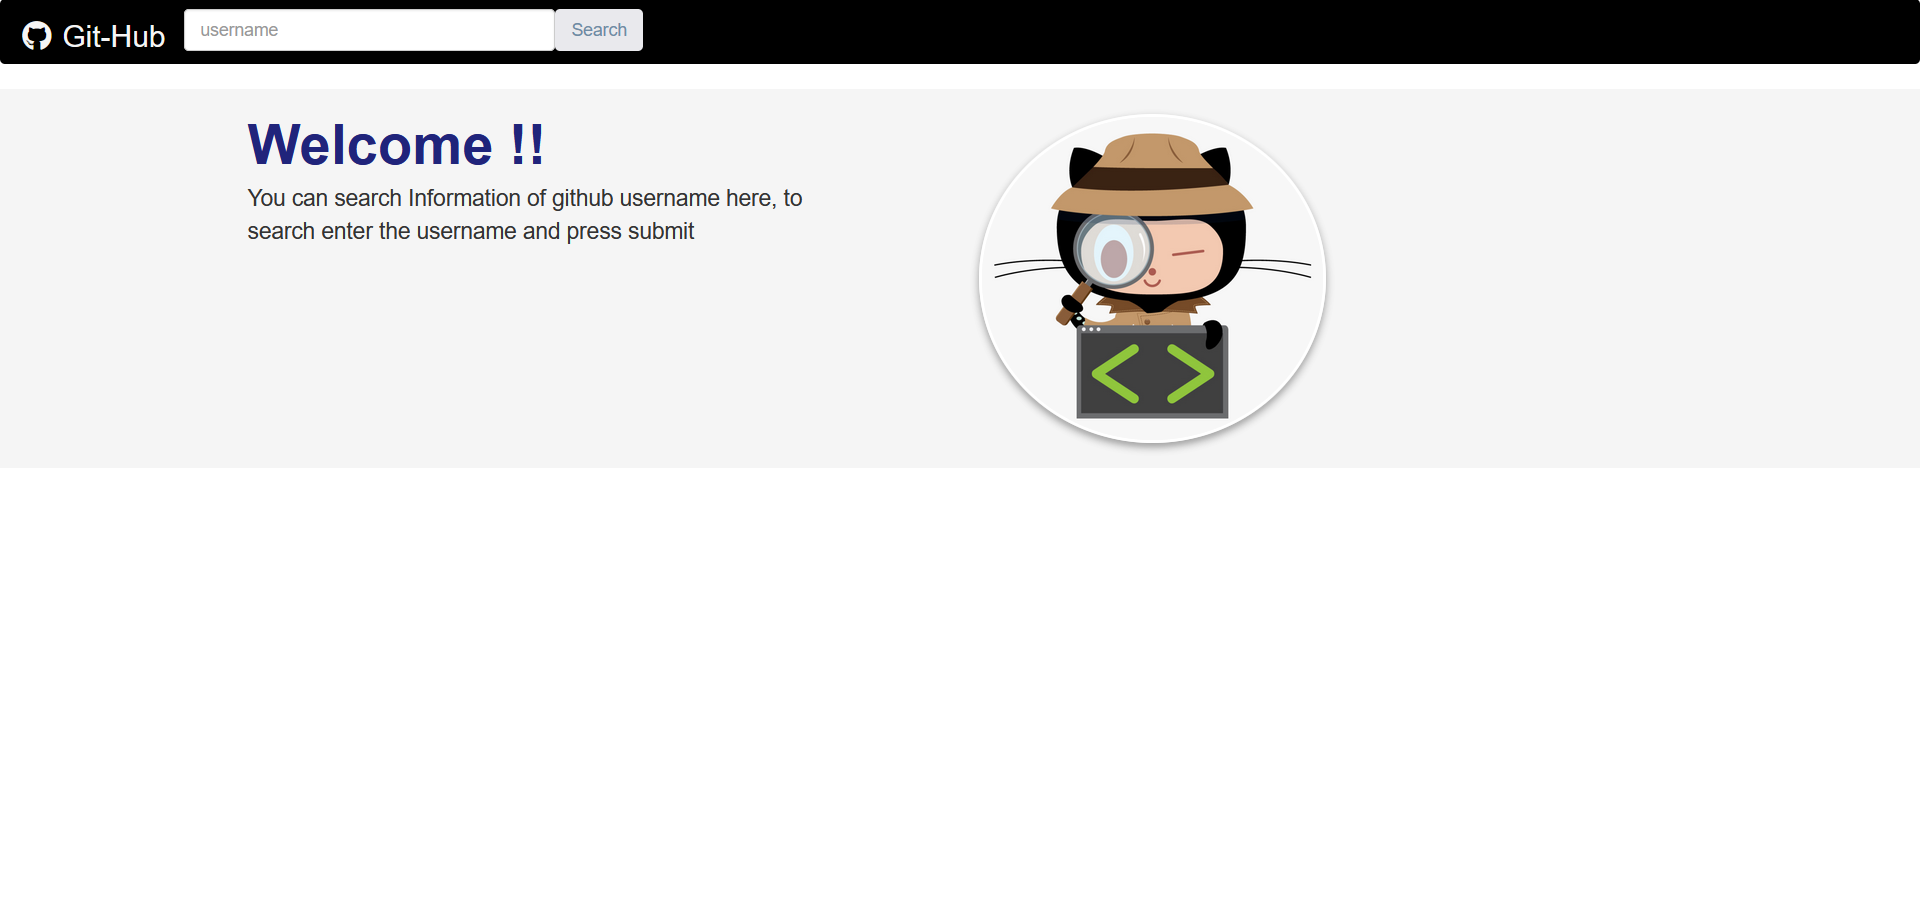 Git-Hub
username
Search
Welcome !!
You can search Information of github username here, to
search enter the username and press submit
< >